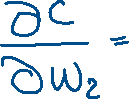 ∂C/∂w₂ =